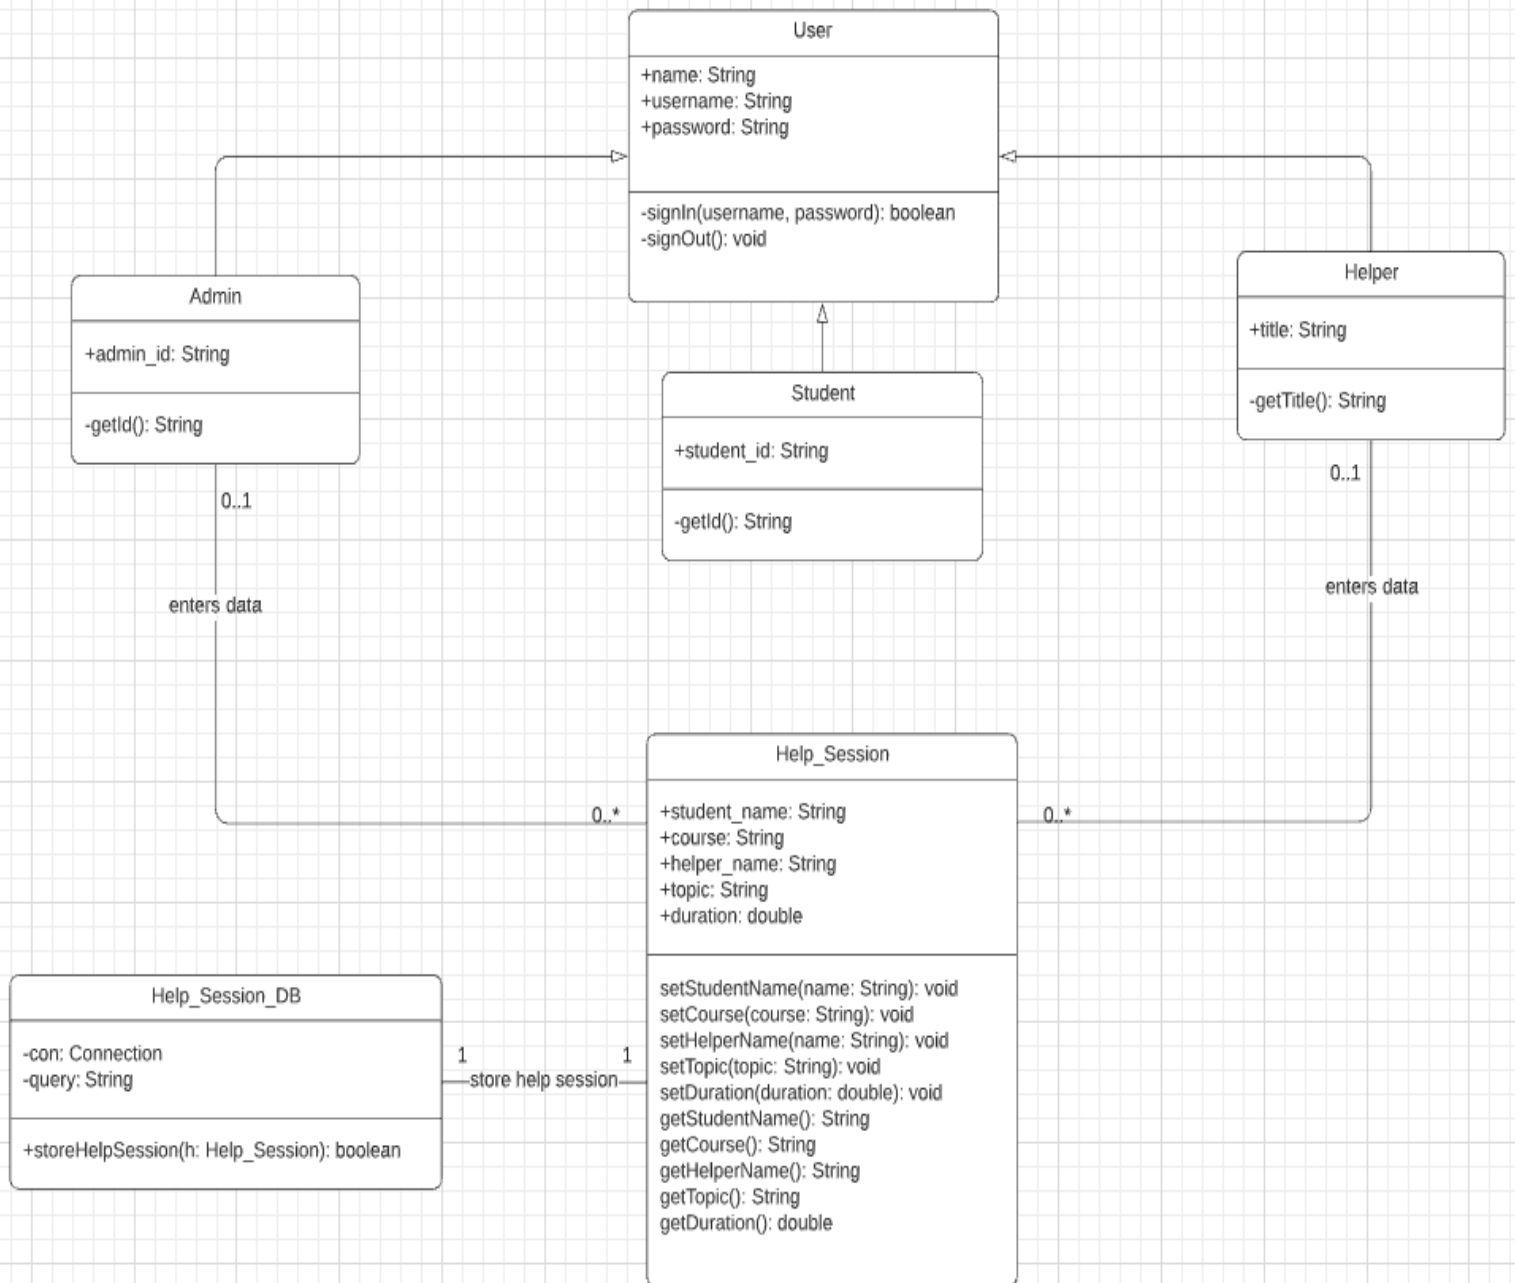 User
+name: String
+username: String
+password: String
-signIn(username, password): boolean
-signOut(): void
Admin
+admin_id: String
-getId(): String
Helper
+title: String
-getTitle(): String
Student
+student_id: String
-getId(): String
0..1
enters data
0..*
0..1
enters data
0..*
Help_Session
+student_name: String
+course: String
+helper_name: String
+topic: String
+duration: double
setStudentName(name: String): void
setCourse(course: String): void
setHelperName(name: String): void
setTopic(topic: String): void
setDuration(duration: double): void
getStudentName(): String
getCourse(): String
getHelperName(): String
getTopic(): String
getDuration(): double
Help_Session_DB
-con: Connection
-query: String
+storeHelpSession(h: Help_Session): boolean
1
store help session
1